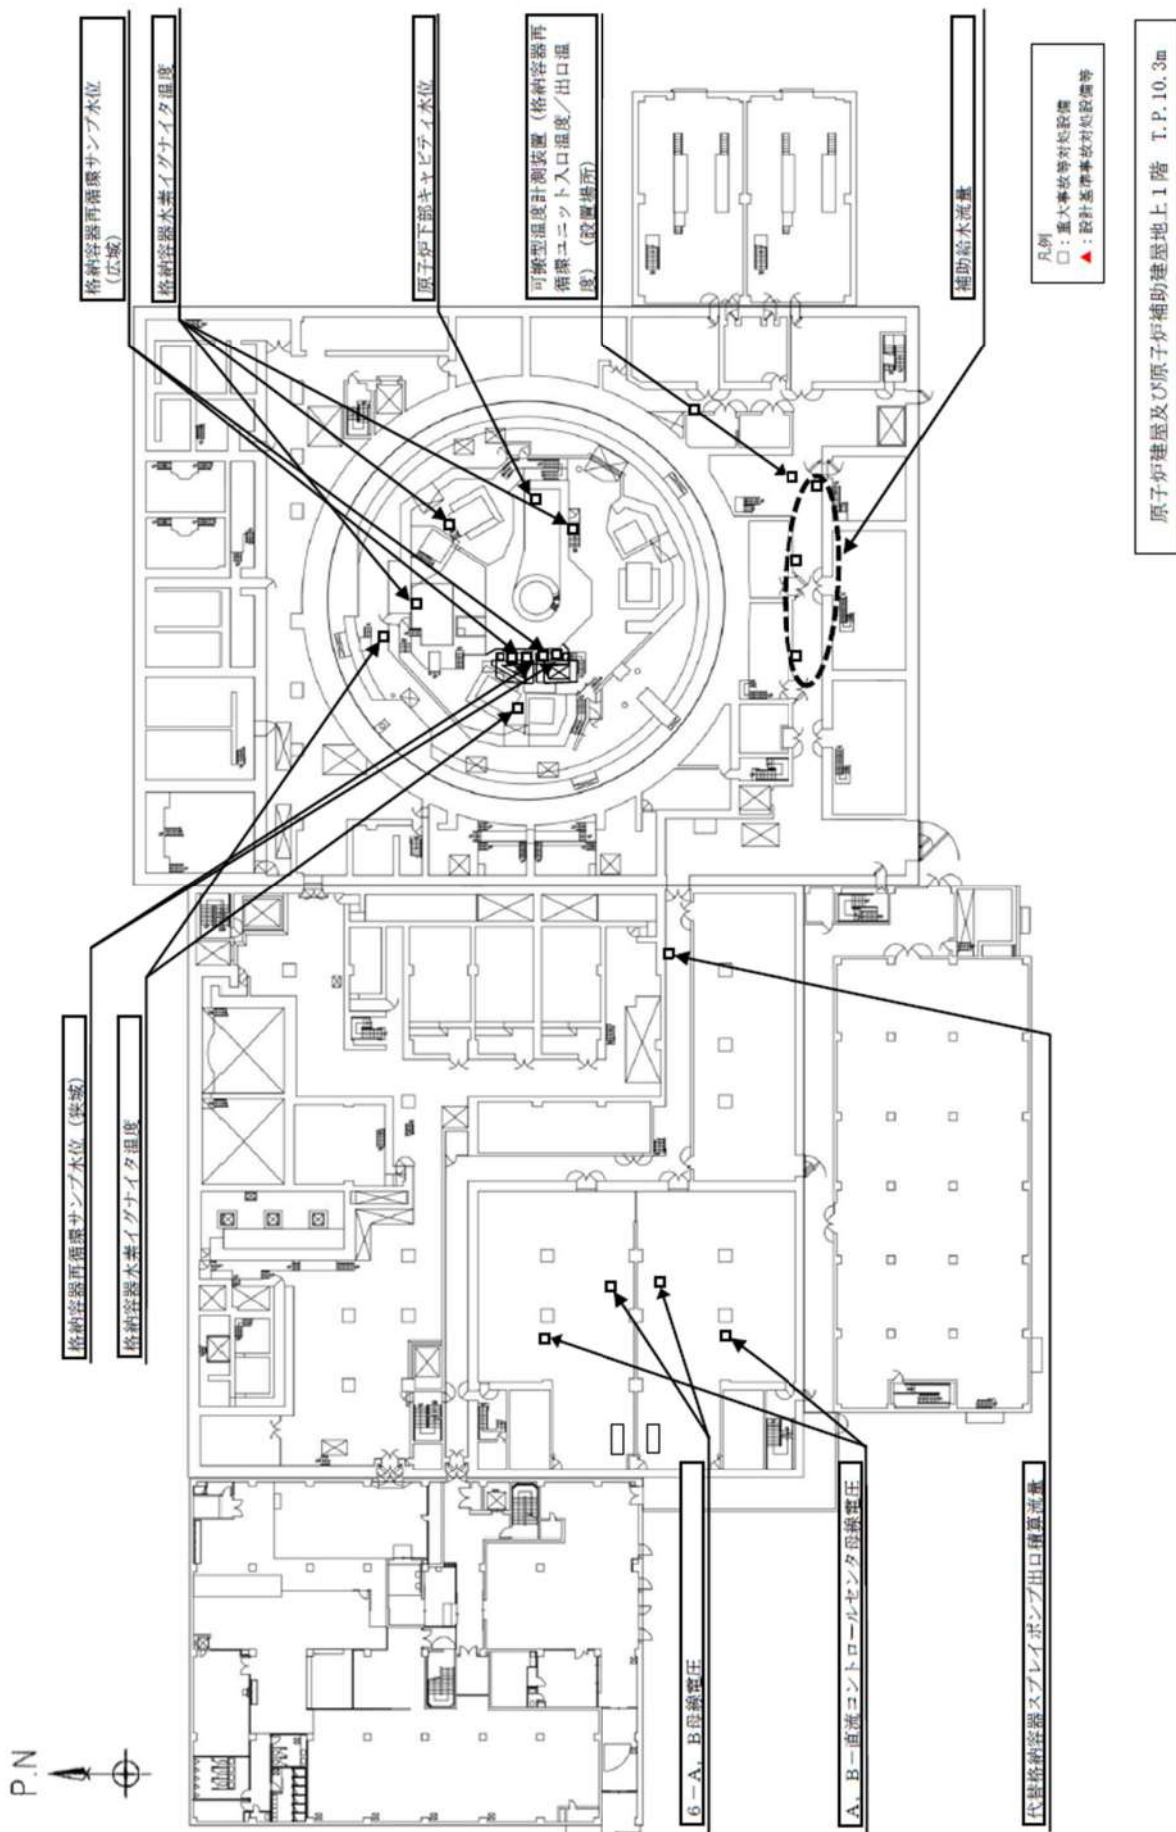 格納容器再循環サンプ水位
(広域)
格納容器水素イグナイタ温度
原子炉下部キャビティ水位
可搬型温度計測装置(格納容器再
循環ユニット入口温度/出口温
度)(設置場所)
補助給水流量
凡例
□:重大事故等対処設備
▲:設計基準事故対処設備等
原子炉建屋及び原子炉補助建屋地上1階 T.P.10.3m
格納容器再循環サンプ水位(狭域)
格納容器水素イグナイタ温度
6-A, B母線電圧
A, B-直流コントロールセンタ母線電圧
代替格納容器スプレイポンプ出口積算流量
P.N